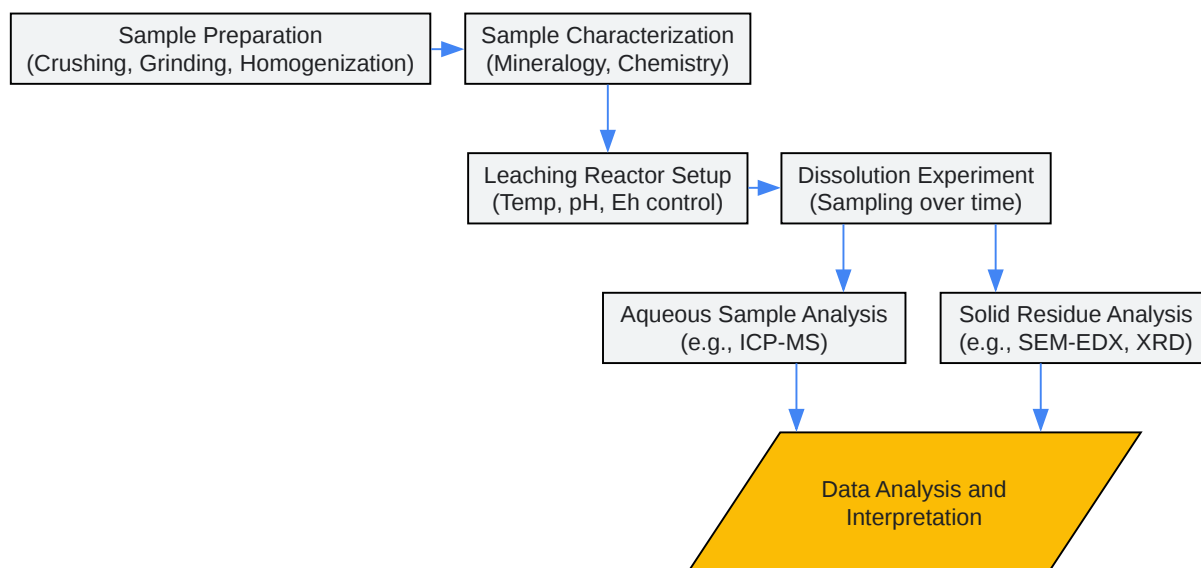 Sample Preparation
(Crushing, Grinding, Homogenization)
Sample Characterization
(Mineralogy, Chemistry)
Leaching Reactor Setup
(Temp, pH, Eh control)
Dissolution Experiment
(Sampling over time)
Aqueous Sample Analysis
(e.g., ICP-MS)
Solid Residue Analysis
(e.g., SEM-EDX, XRD)
Data Analysis and
Interpretation